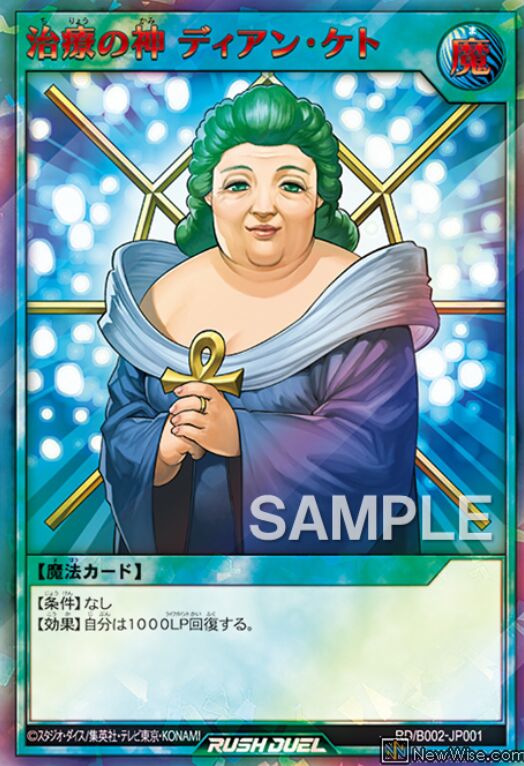 治療の神 ディアン・ケト
魔
SAMPLE
【魔法カード】
【条件】なし
【効果】自分は1000LP回復する。
©スタジオ・ダイス/集英社・テレビ東京・KONAMI
RUSH DUEL
RD/B002-JP001
NewWise.com